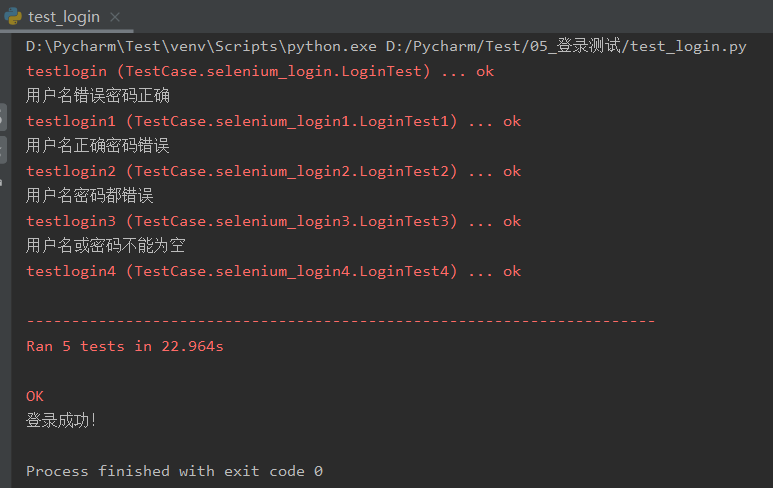 test_login
D:\Pycharm\Test\venv\Scripts\python.exe D:/Pycharm/Test/05_登录测试/test_login.py
testlogin (TestCase.selenium_login.LoginTest) ... ok
用户名错误密码正确
testlogin1 (TestCase.selenium_login1.LoginTest1) ... ok
用户名正确密码错误
testlogin2 (TestCase.selenium_login2.LoginTest2) ... ok
用户名密码都错误
testlogin3 (TestCase.selenium_login3.LoginTest3) ... ok
用户名或密码不能为空
testlogin4 (TestCase.selenium_login4.LoginTest4) ... ok
----------------------------------------------------------------------
Ran 5 tests in 22.964s
OK
登录成功!
Process finished with exit code 0